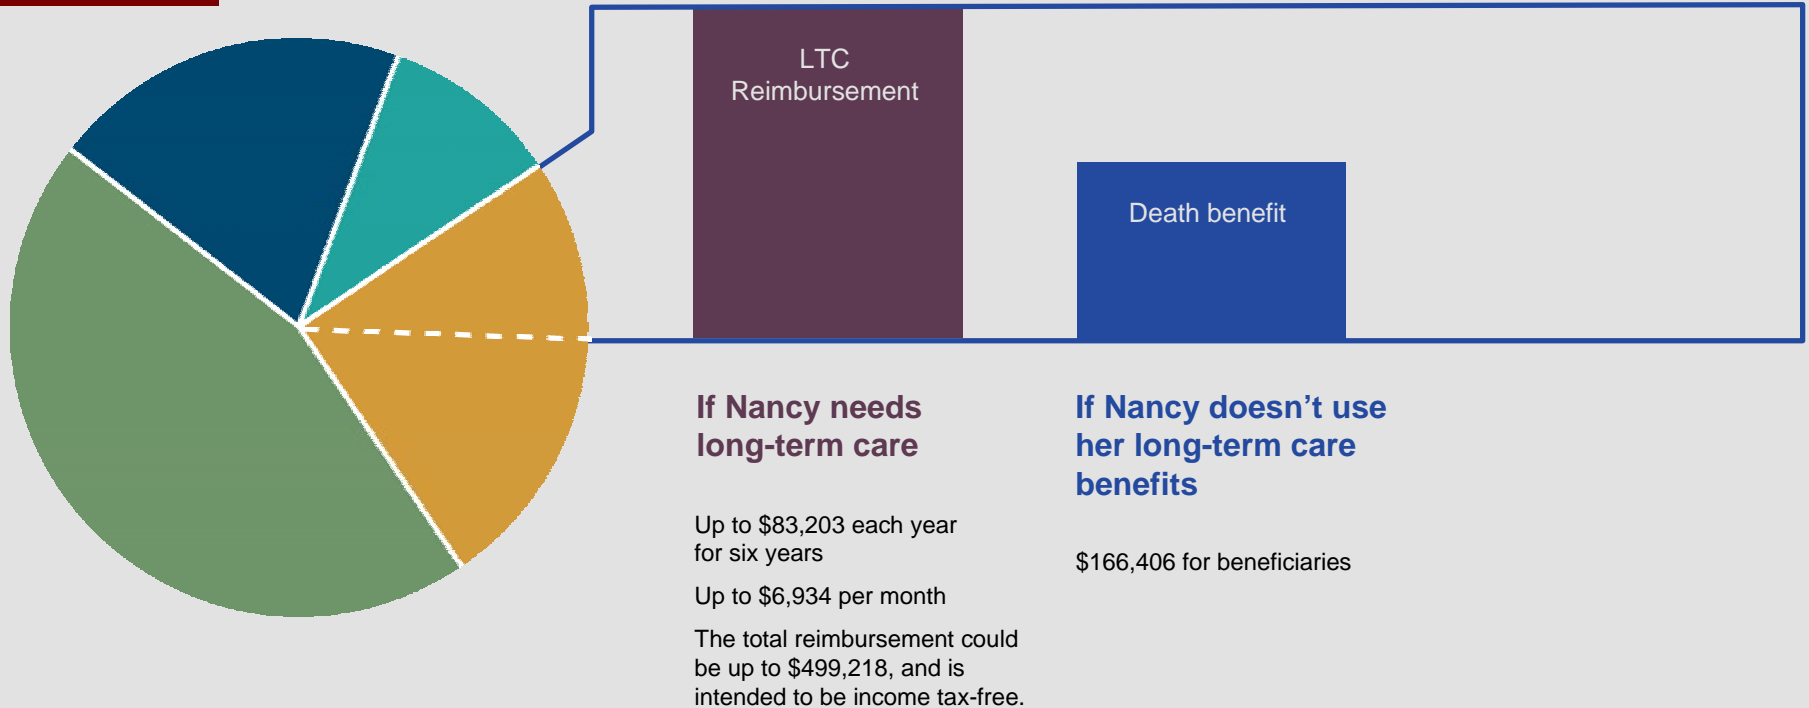 LTC
Reimbursement
Death benefit
If Nancy needs
long-term care
Up to $83,203 each year
for six years
Up to $6,934 per month
The total reimbursement could
be up to $499,218, and is
intended to be income tax-free.
If Nancy doesn’t use
her long-term care
benefits
$166,406 for beneficiaries